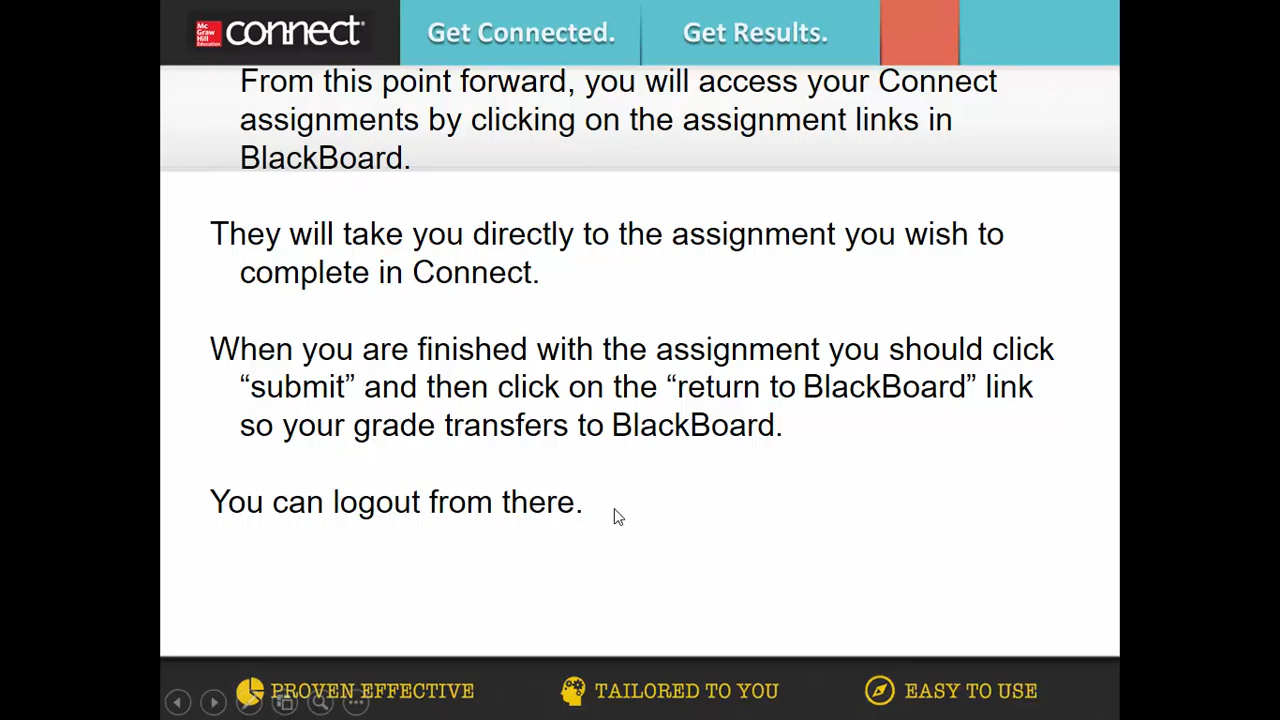 Mc
Graw
Hill
Education
connect
Get Connected.
Get Results.
From this point forward, you will access your Connect
assignments by clicking on the assignment links in
BlackBoard.
They will take you directly to the assignment you wish to
complete in Connect.
When you are finished with the assignment you should click
“submit” and then click on the “return to BlackBoard” link
so your grade transfers to BlackBoard.
You can logout from there.
PROVEN EFFECTIVE
TAILORED TO YOU
EASY TO USE